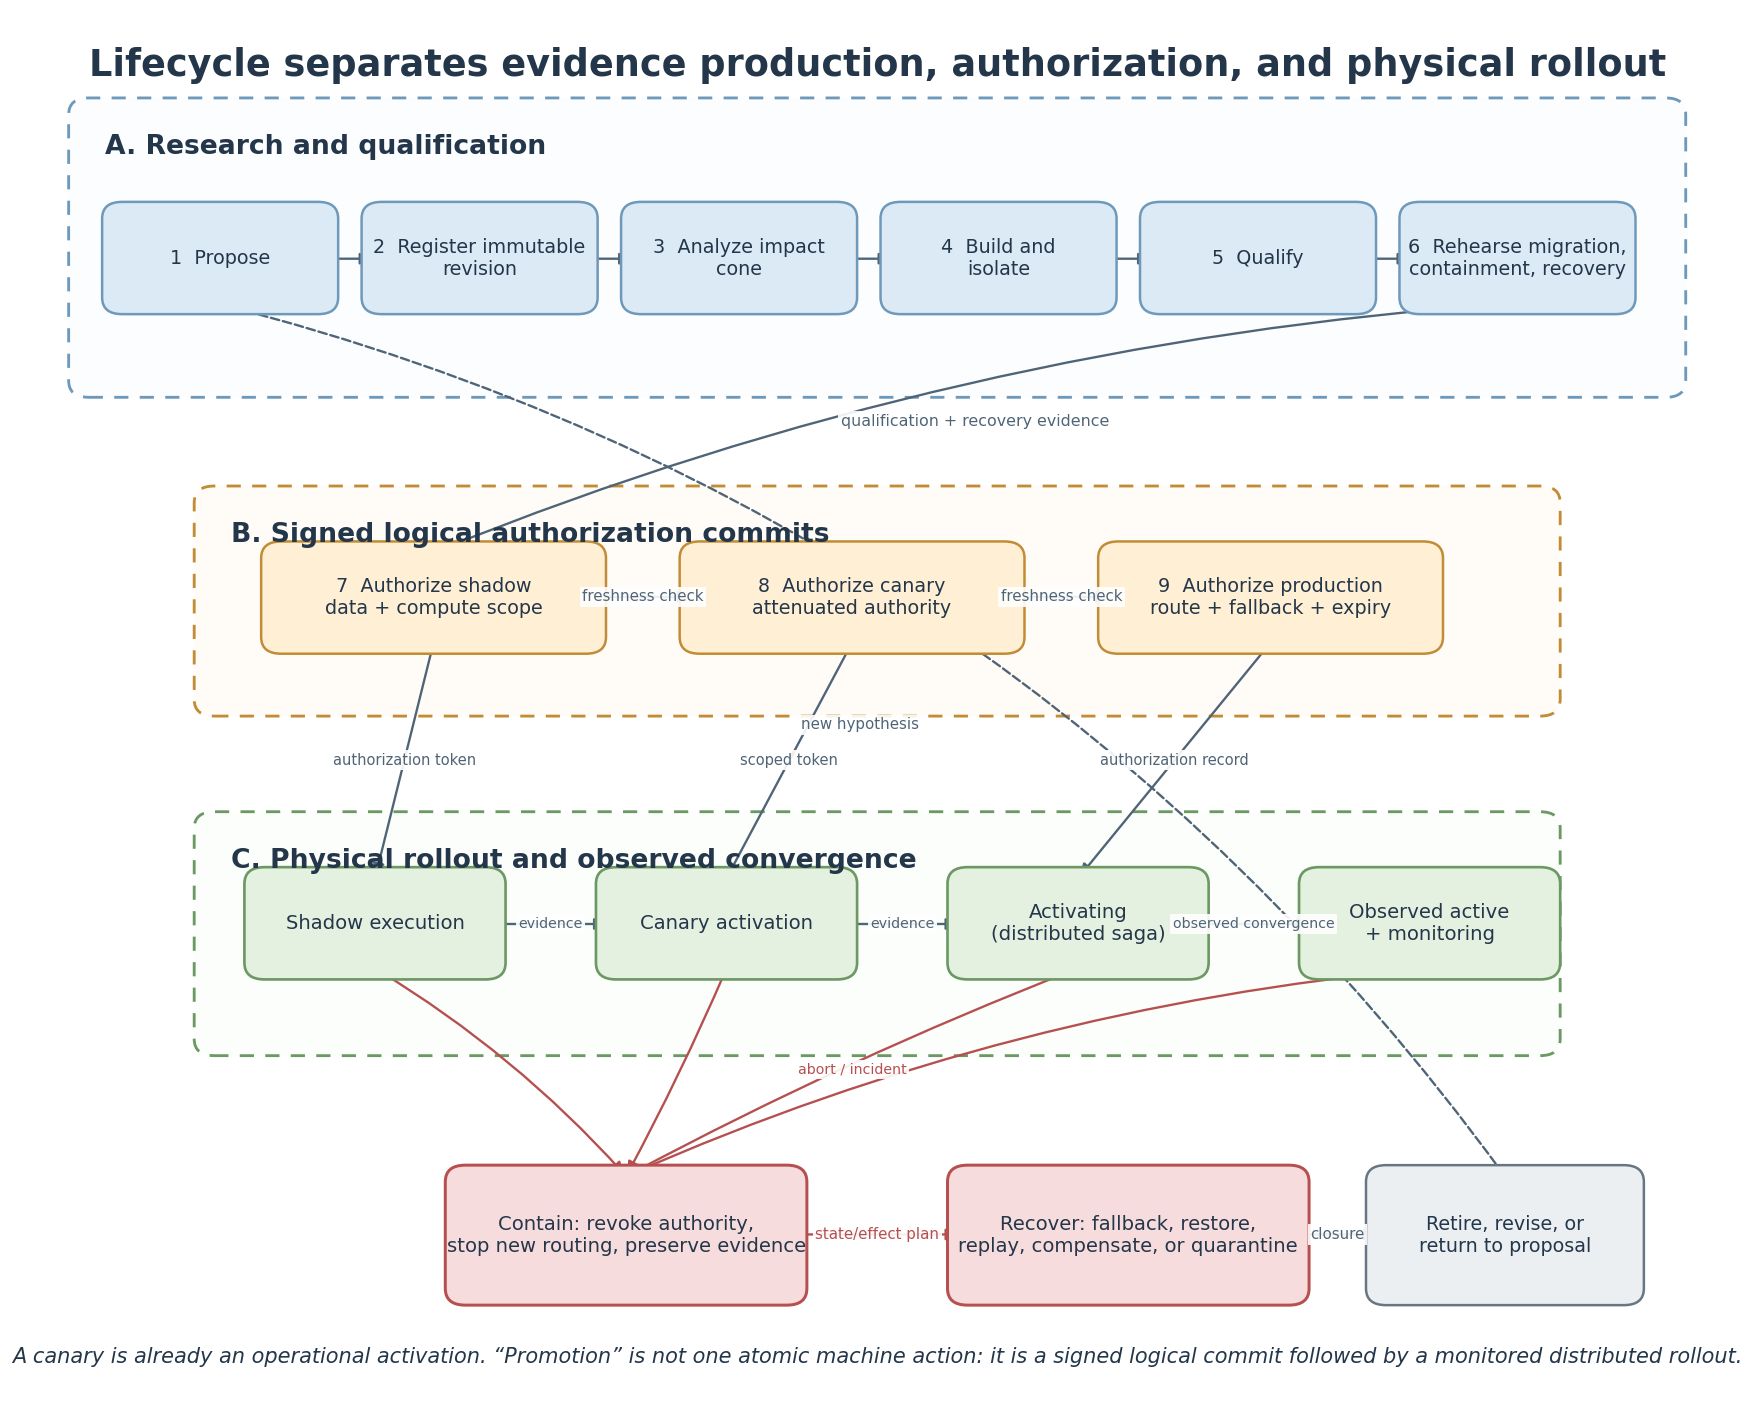 Lifecycle separates evidence production, authorization, and physical rollout
A. Research and qualification
1  Propose
2  Register immutable
revision
3  Analyze impact
cone
4  Build and
isolate
5  Qualify
6  Rehearse migration,
containment, recovery
qualification + recovery evidence
B. Signed logical authorization commits
7  Authorize shadow
data + compute scope
freshness check
8  Authorize canary
attenuated authority
freshness check
9  Authorize production
route + fallback + expiry
new hypothesis
authorization token
scoped token
authorization record
C. Physical rollout and observed convergence
Shadow execution
evidence
Canary activation
evidence
Activating
(distributed saga)
observed convergence
Observed active
+ monitoring
abort / incident
Contain: revoke authority,
stop new routing, preserve evidence
state/effect plan
Recover: fallback, restore,
replay, compensate, or quarantine
closure
Retire, revise, or
return to proposal
A canary is already an operational activation. “Promotion” is not one atomic machine action: it is a signed logical commit followed by a monitored distributed rollout.